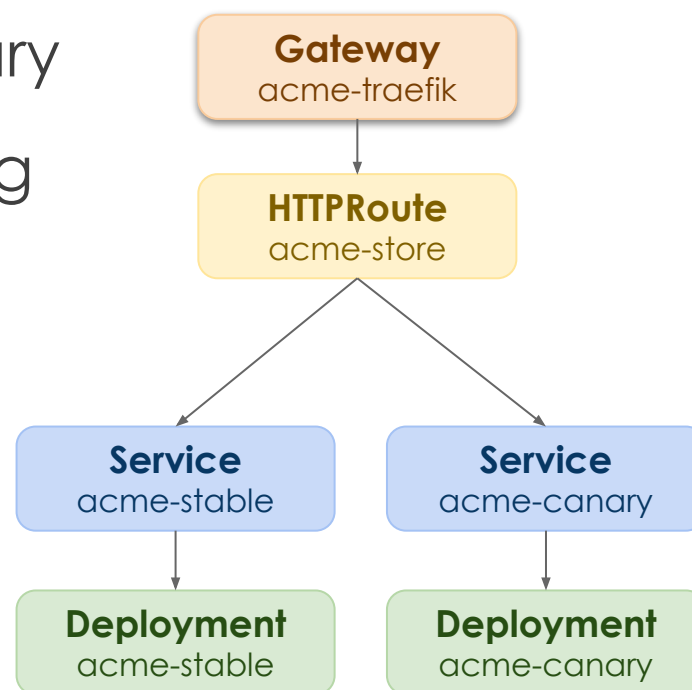 Gateway
acme-traefik
HTTPRoute
acme-store
Service
acme-stable
Service
acme-canary
Deployment
acme-stable
Deployment
acme-canary